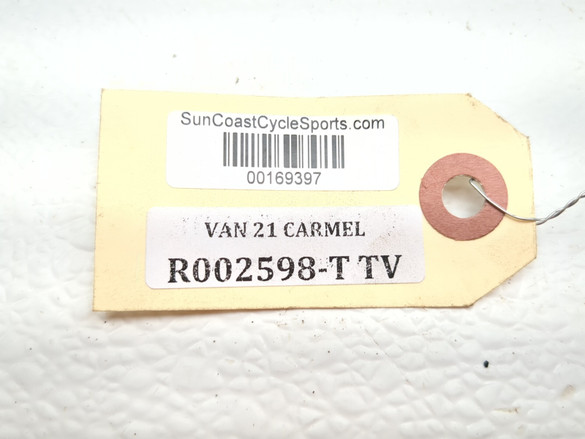 SunCoastCycleSports.com
00169397
VAN 21 CARMEL
R002598-T TV